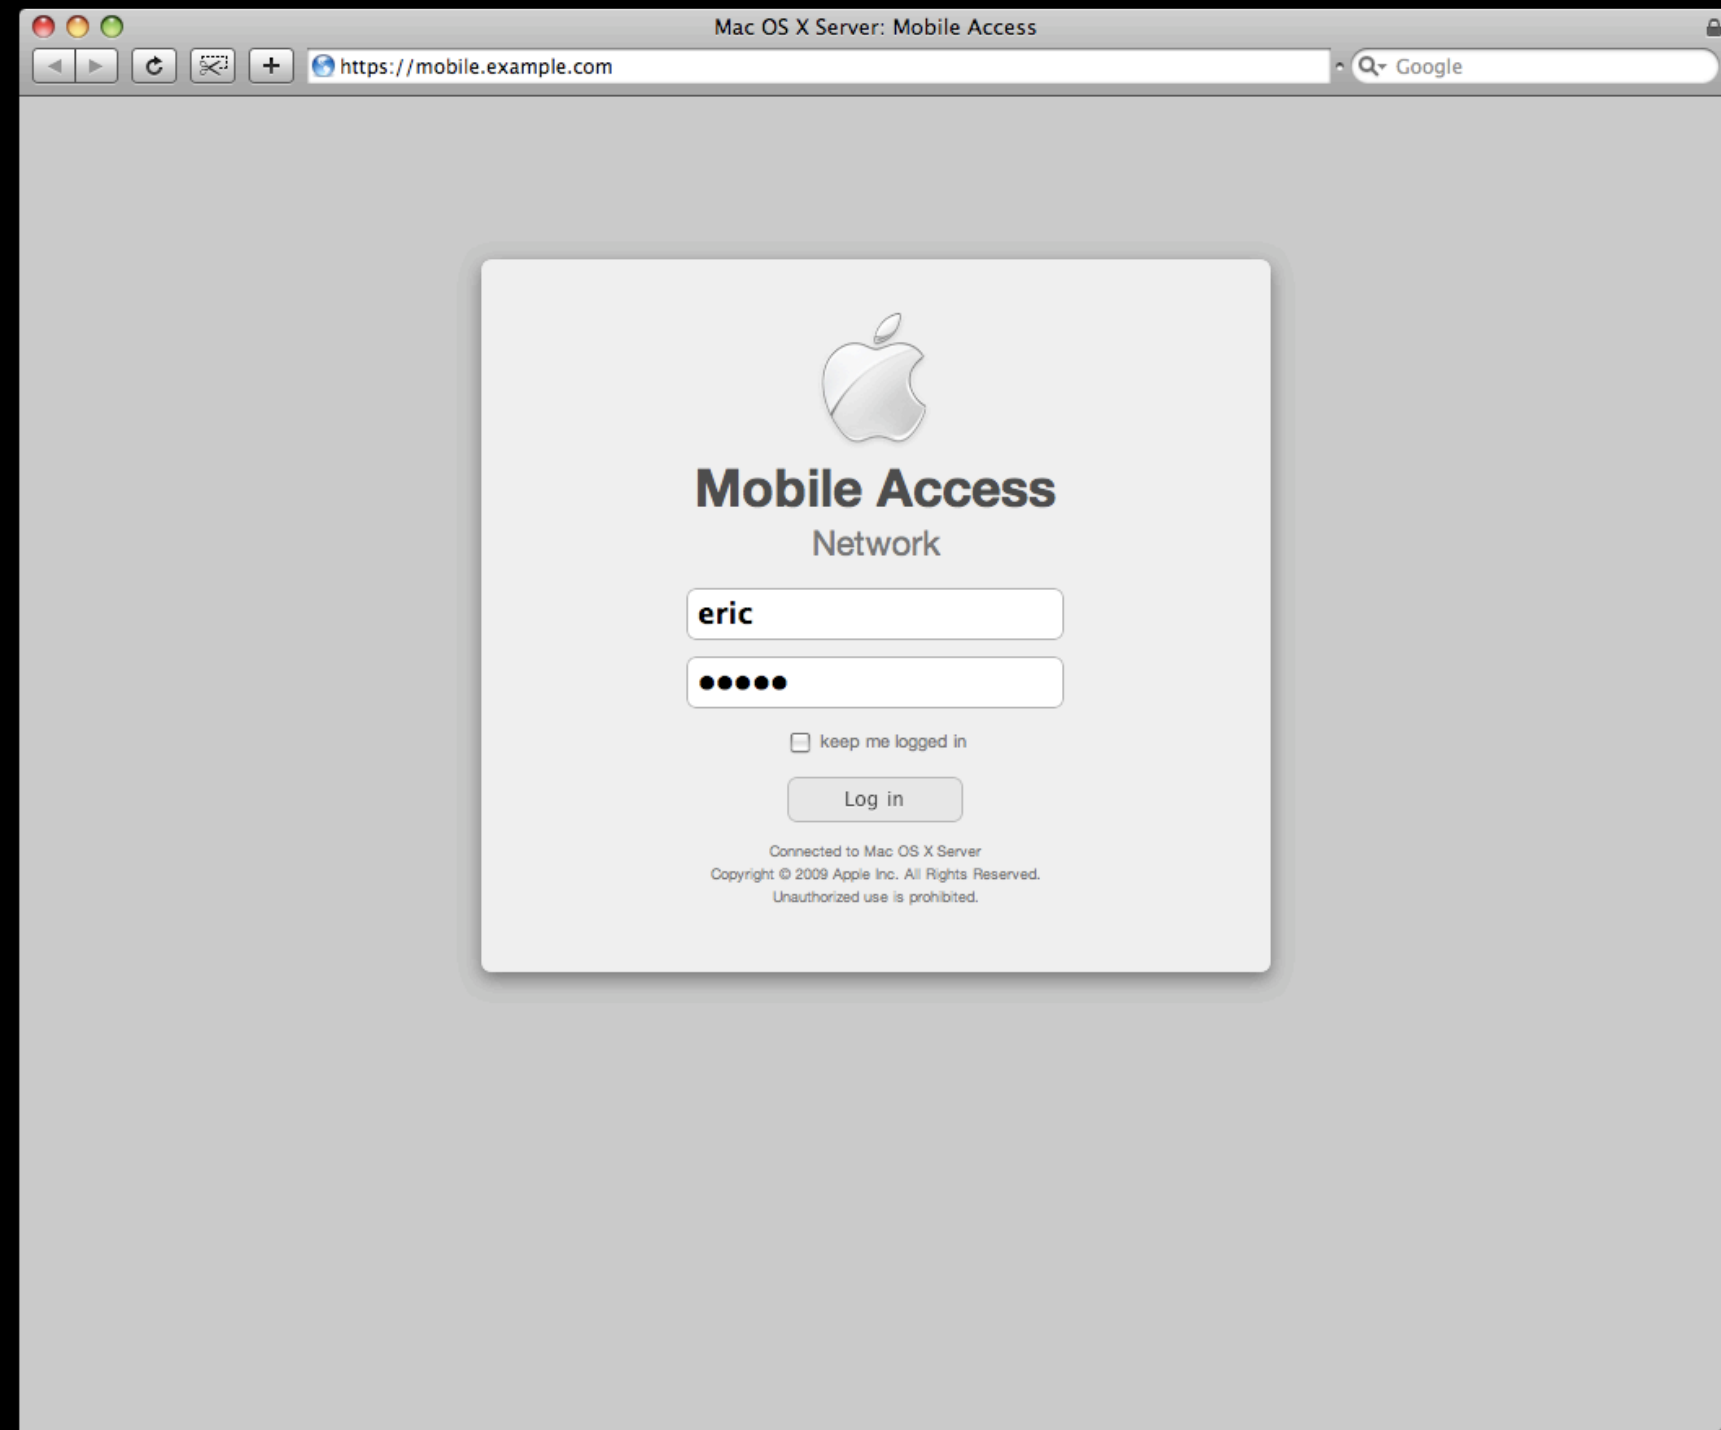 Mac OS X Server: Mobile Access
https://mobile.example.com
Google
Mobile Access
Network
eric
•••••
keep me logged in
Log in
Connected to Mac OS X Server
Copyright © 2009 Apple Inc. All Rights Reserved.
Unauthorized use is prohibited.